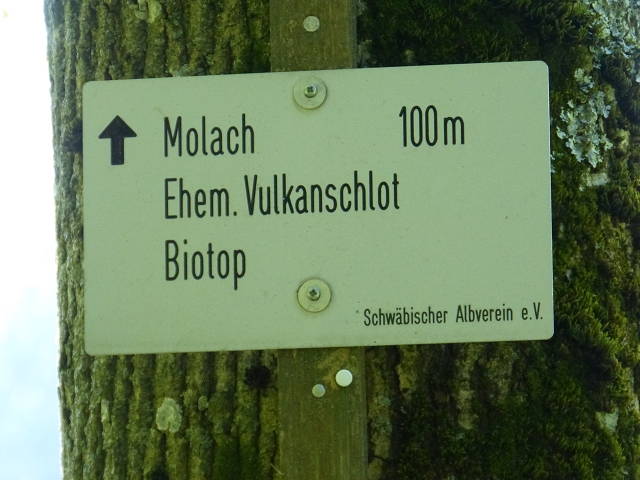 Molach 100m
Ehem. Vulkanschlot
Biotop
Schwäbischer Albverein e.V.